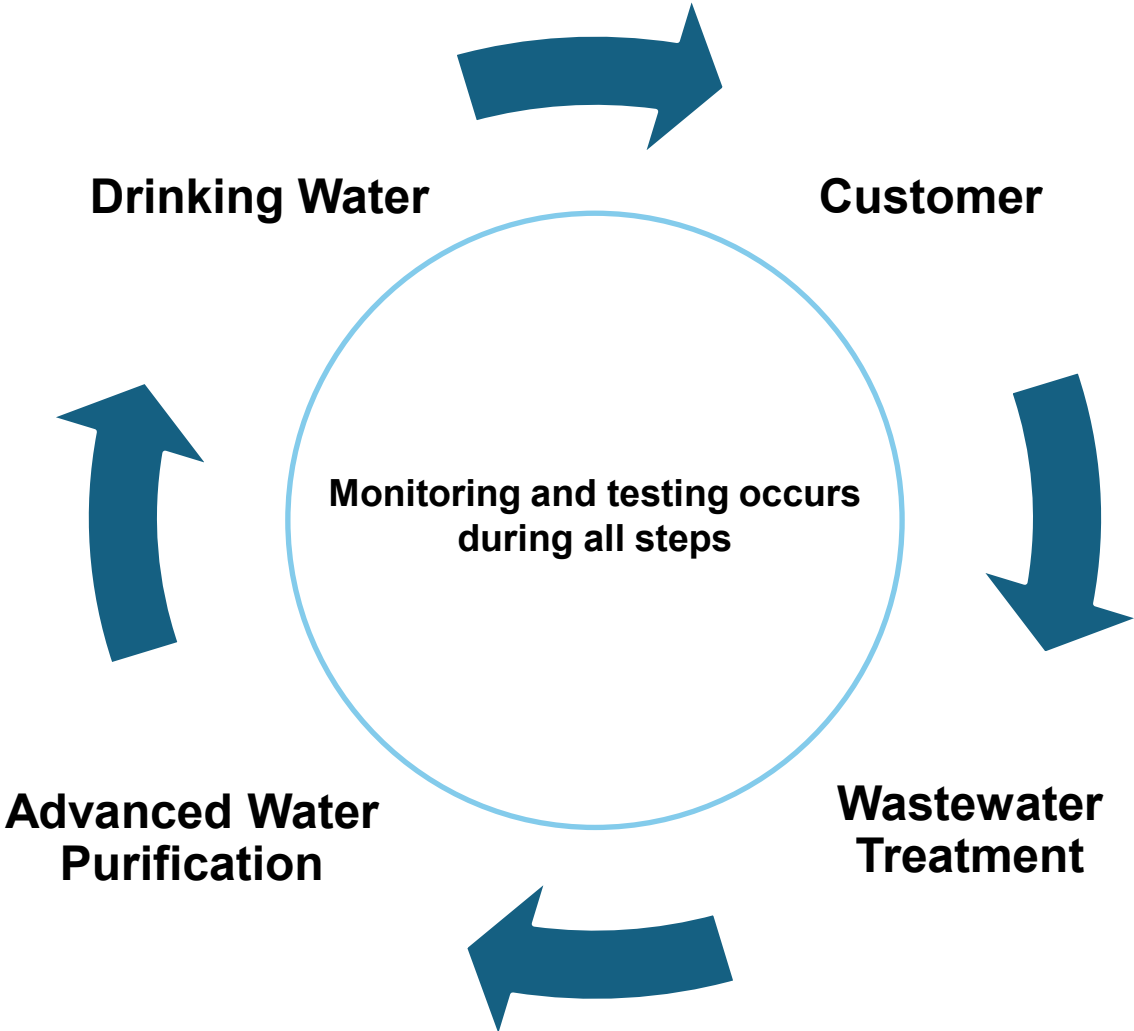 Drinking Water
Customer
Monitoring and testing occurs
during all steps
Advanced Water
Purification
Wastewater
Treatment